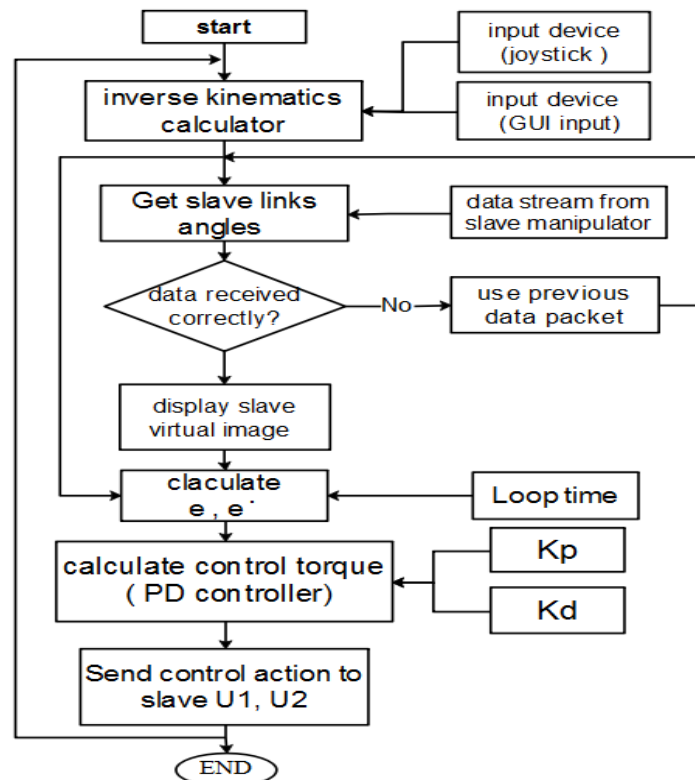 start
input device
(joystick )
inverse kinematics
calculator
input device
(GUI input)
Get slave links
angles
data stream from
slave manipulator
data received
correctly?
No
use previous
data packet
display slave
virtual image
claculate
e , e˙
Loop time
calculate control torque
( PD controller)
Kp
Kd
Send control action to
slave U1, U2
END